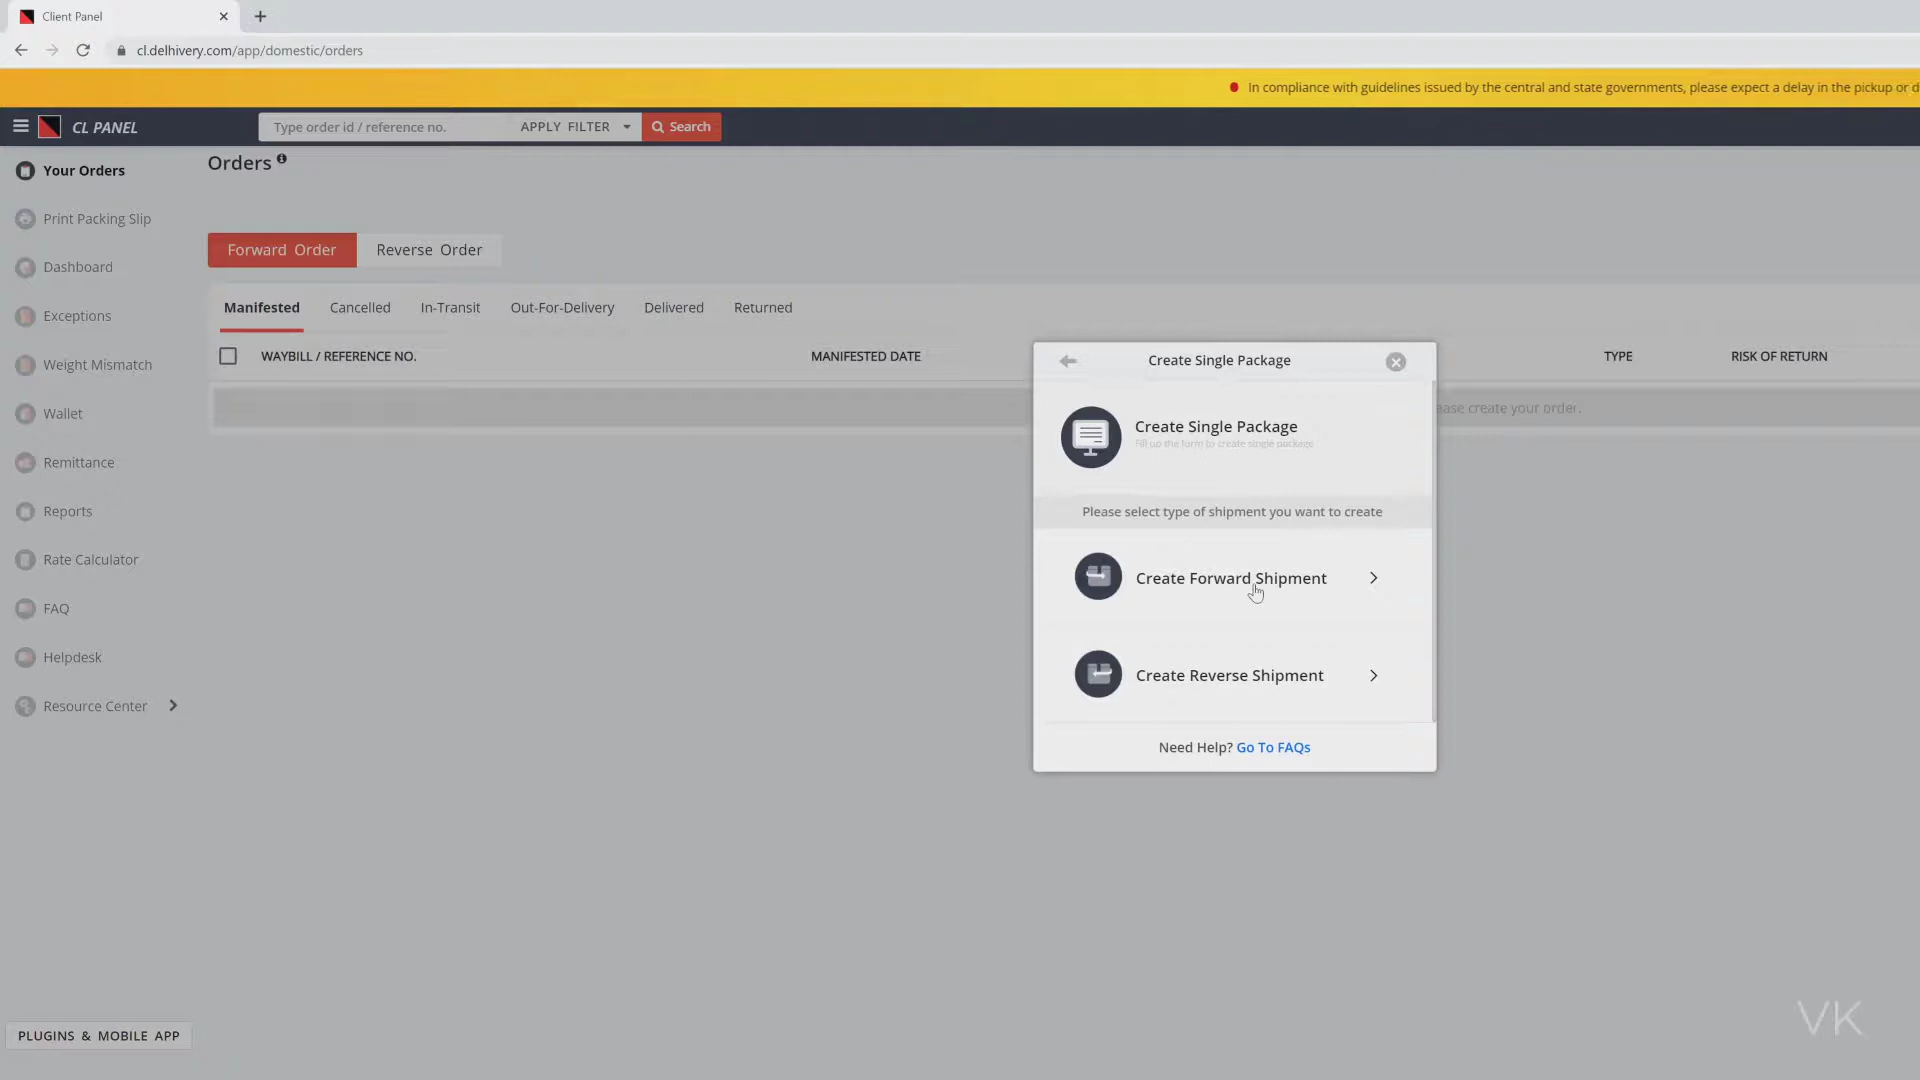 Client Panel
cl.delhivery.com/app/domestic/orders
In compliance with guidelines issued by the central and state governments, please expect a delay in the pickup or d
CL PANEL
Type order id / reference no.
APPLY FILTER
Search
Your Orders
Print Packing Slip
Dashboard
Exceptions
Weight Mismatch
Wallet
Remittance
Reports
Rate Calculator
FAQ
Helpdesk
Resource Center
PLUGINS & MOBILE APP
Orders
Forward Order
Reverse Order
Manifested
Cancelled
In-Transit
Out-For-Delivery
Delivered
Returned
WAYBILL / REFERENCE NO.
MANIFESTED DATE
TYPE
RISK OF RETURN
ease create your order.
Create Single Package
Create Single Package
Fill up the form to create single package
Please select type of shipment you want to create
Create Forward Shipment
Create Reverse Shipment
Need Help? Go To FAQs
VK